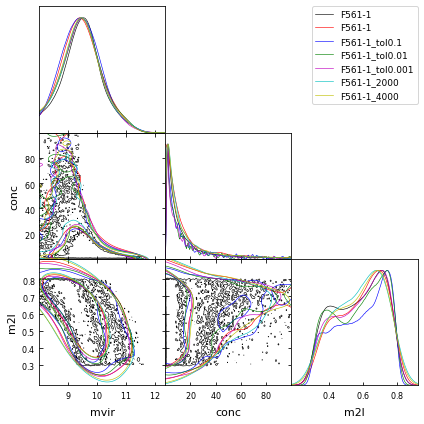 F561-1
F561-1
F561-1_tol0.1
F561-1_tol0.01
F561-1_tol0.001
F561-1_2000
F561-1_4000
conc
80
60
40
20
m2l
0.8
0.7
0.6
0.5
0.4
0.3
9 10 11 12
20 40 60 80
0.4 0.6 0.8
mvir conc m2l